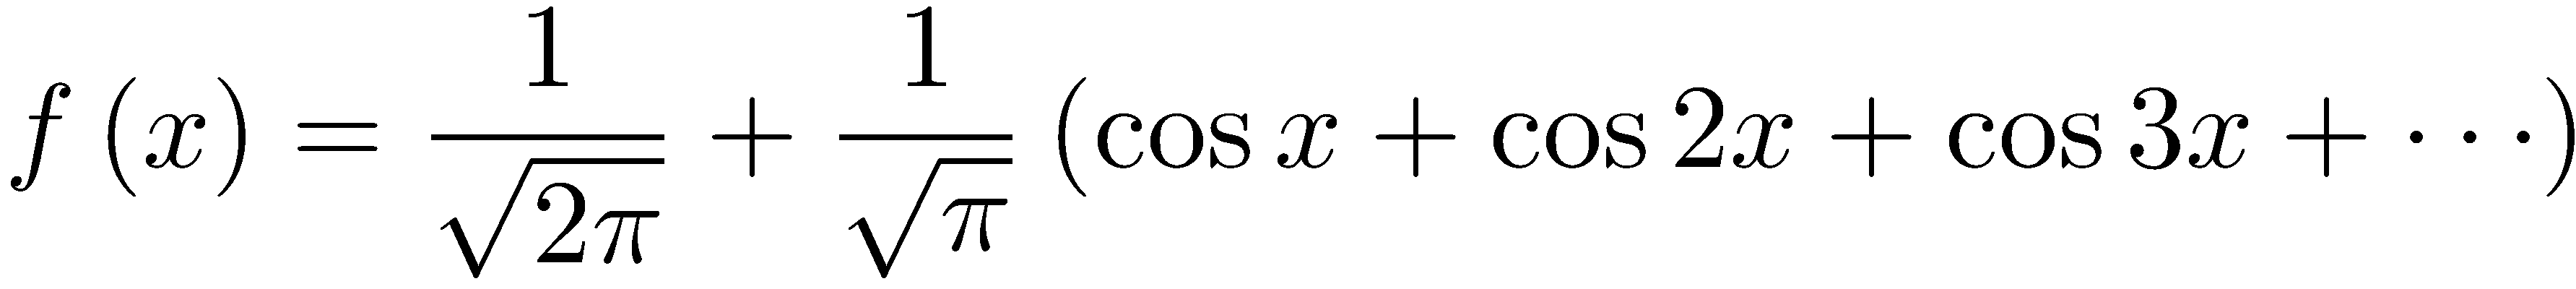 f (x) = 1/√(2π) + 1/√π (cos x + cos 2x + cos 3x + ···)